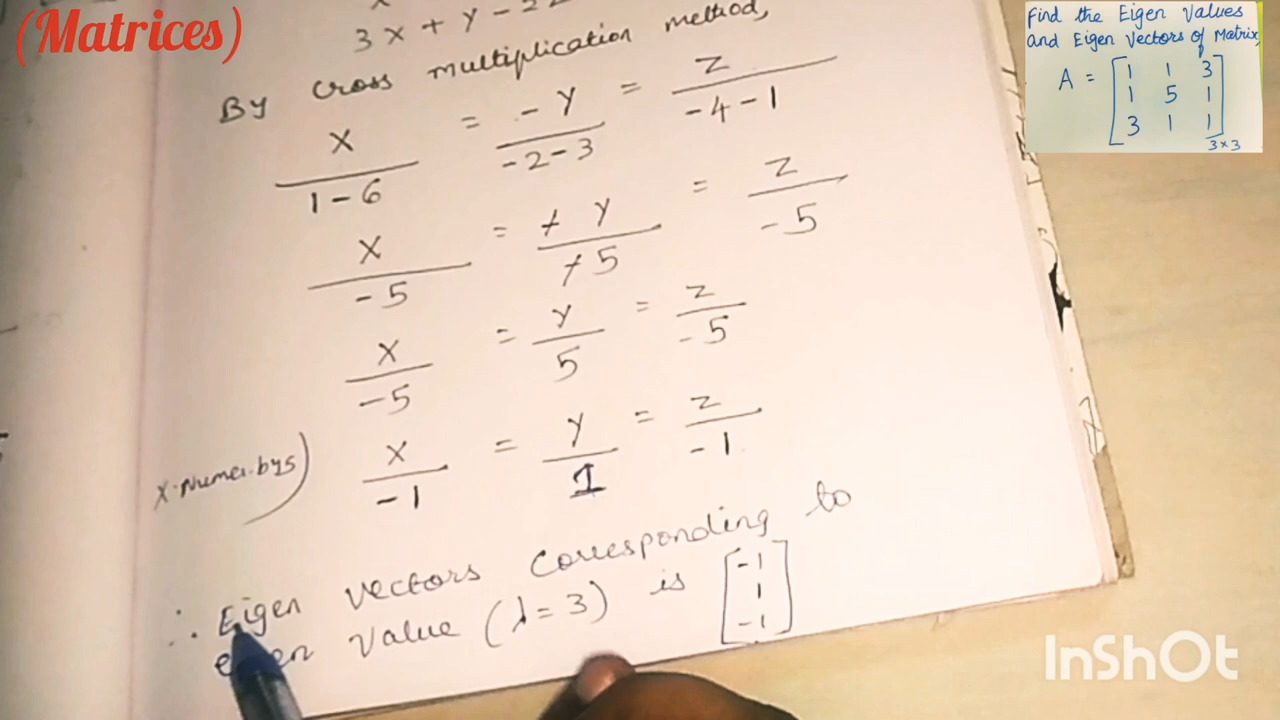 (Matrices)
Find the Eigen Values
and Eigen Vectors of Matrix,
A = [1 1 3
1 5 1
3 1 1] 3×3
3x + y - 2
By cross multiplication method,
x/1-6 = -y/-2-3 = z/-4-1
x/-5 = +y/+5 = z/-5
x/-5 = y/5 = z/-5
x/-1 = y/1 = z/-1
∴ Eigen Vectors Corresponding to
Value (λ=3) is [-1
1
-1]
InShOt